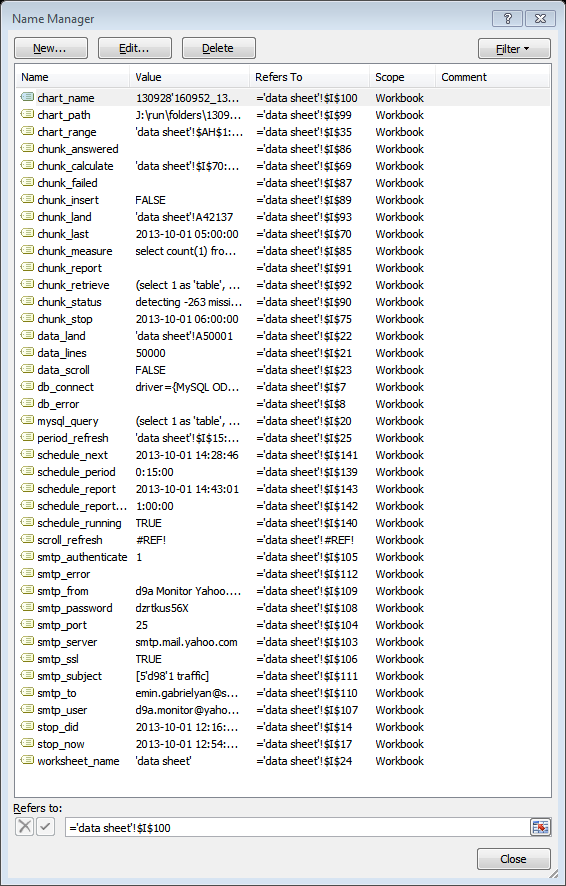 Name Manager
New... Edit... Delete Filter
Name Value Refers To Scope Comment
chart_name 130928'160952_13... ='data sheet'!$I$100 Workbook
chart_path J:\run\folders\1309... ='data sheet'!$I$99 Workbook
chart_range 'data sheet'!$AH$1:... ='data sheet'!$I$35 Workbook
chunk_answered ='data sheet'!$I$86 Workbook
chunk_calculate 'data sheet'!$I$70:... ='data sheet'!$I$69 Workbook
chunk_failed ='data sheet'!$I$87 Workbook
chunk_insert FALSE ='data sheet'!$I$89 Workbook
chunk_land 'data sheet'!A42137 ='data sheet'!$I$93 Workbook
chunk_last 2013-10-01 05:00:00 ='data sheet'!$I$70 Workbook
chunk_measure select count(1) fro... ='data sheet'!$I$85 Workbook
chunk_report ='data sheet'!$I$91 Workbook
chunk_retrieve (select 1 as 'table', ... ='data sheet'!$I$92 Workbook
chunk_status detecting -263 missi... ='data sheet'!$I$90 Workbook
chunk_stop 2013-10-01 06:00:00 ='data sheet'!$I$75 Workbook
data_land 'data sheet'!A50001 ='data sheet'!$I$22 Workbook
data_lines 50000 ='data sheet'!$I$21 Workbook
data_scroll FALSE ='data sheet'!$I$23 Workbook
db_connect driver={MySQL OD... ='data sheet'!$I$7 Workbook
db_error ='data sheet'!$I$8 Workbook
mysql_query (select 1 as 'table', ... ='data sheet'!$I$20 Workbook
period_refresh 'data sheet'!$I$15:... ='data sheet'!$I$25 Workbook
schedule_next 2013-10-01 14:28:46 ='data sheet'!$I$141 Workbook
schedule_period 0:15:00 ='data sheet'!$I$139 Workbook
schedule_report 2013-10-01 14:43:01 ='data sheet'!$I$143 Workbook
schedule_report... 1:00:00 ='data sheet'!$I$142 Workbook
schedule_running TRUE ='data sheet'!$I$140 Workbook
scroll_refresh #REF! ='data sheet'!#REF! Workbook
smtp_authenticate 1 ='data sheet'!$I$105 Workbook
smtp_error ='data sheet'!$I$112 Workbook
smtp_from d9a Monitor Yahoo.... ='data sheet'!$I$109 Workbook
smtp_password dzrtkus56X ='data sheet'!$I$108 Workbook
smtp_port 25 ='data sheet'!$I$104 Workbook
smtp_server smtp.mail.yahoo.com ='data sheet'!$I$103 Workbook
smtp_ssl TRUE ='data sheet'!$I$106 Workbook
smtp_subject [5'd98'1 traffic] ='data sheet'!$I$111 Workbook
smtp_to emin.gabrielyan@s... ='data sheet'!$I$110 Workbook
smtp_user d9a.monitor@yaho... ='data sheet'!$I$107 Workbook
stop_did 2013-10-01 12:16:... ='data sheet'!$I$14 Workbook
stop_now 2013-10-01 12:54:... ='data sheet'!$I$17 Workbook
worksheet_name 'data sheet' ='data sheet'!$I$24 Workbook
Refers to:
='data sheet'!$I$100
Close